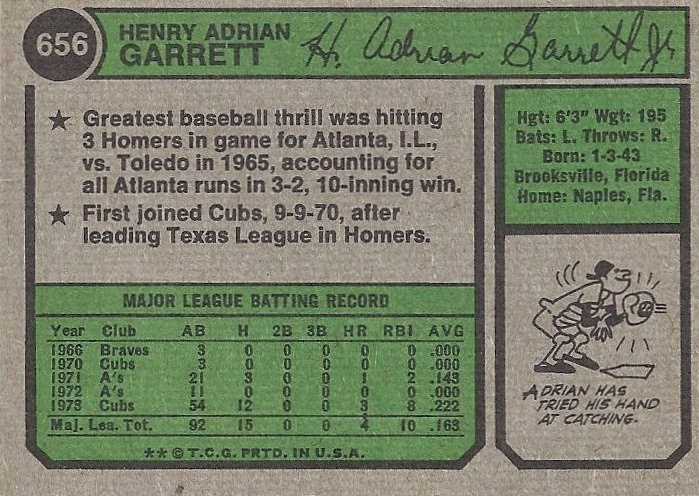 656
HENRY ADRIAN
GARRETT
H. Adrian Garrett Jr
★ Greatest baseball thrill was hitting
3 Homers in game for Atlanta, I.L.,
vs. Toledo in 1965, accounting for
all Atlanta runs in 3-2, 10-inning win.
★ First joined Cubs, 9-9-70, after
leading Texas League in Homers.
Hgt: 6'3" Wgt: 195
Bats: L. Throws: R.
Born: 1-3-43
Brooksville, Florida
Home: Naples, Fla.
MAJOR LEAGUE BATTING RECORD
Year Club AB H 2B 3B HR RBI AVG
1966 Braves 3 0 0 0 0 0 .000
1970 Cubs 3 0 0 0 0 0 .000
1971 A's 21 3 0 0 1 2 .143
1972 A's 11 0 0 0 0 0 .000
1973 Cubs 54 12 0 0 3 8 .222
Maj. Lea. Tot. 92 15 0 0 4 10 .163
** © T.C.G. PRTD. IN U.S.A.
ADRIAN HAS
TRIED HIS HAND
AT CATCHING.